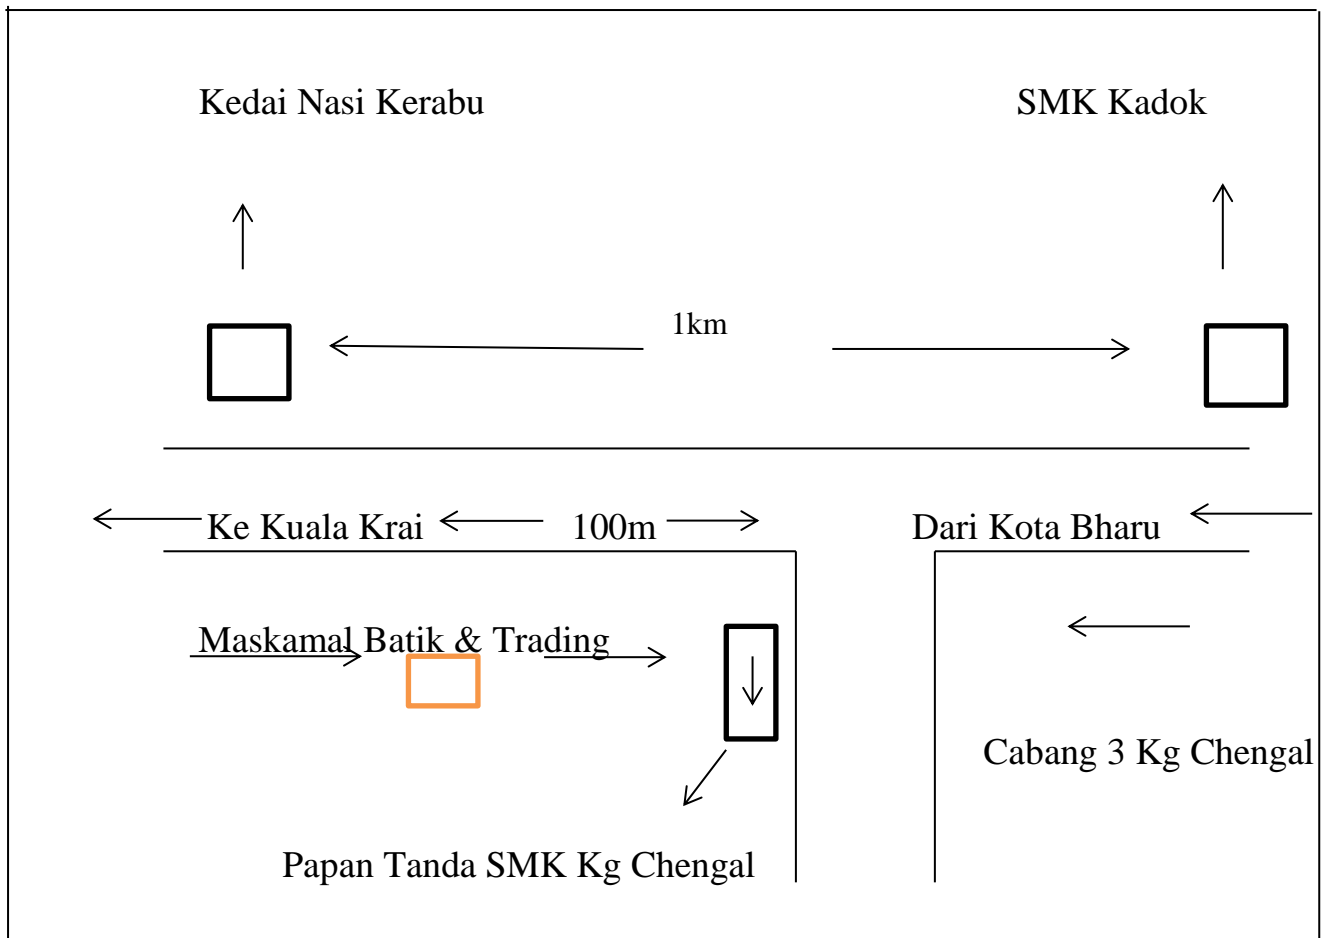 Kedai Nasi Kerabu
SMK Kadok
1km
Ke Kuala Krai
100m
Dari Kota Bharu
Maskamal Batik & Trading
Cabang 3 Kg Chengal
Papan Tanda SMK Kg Chengal